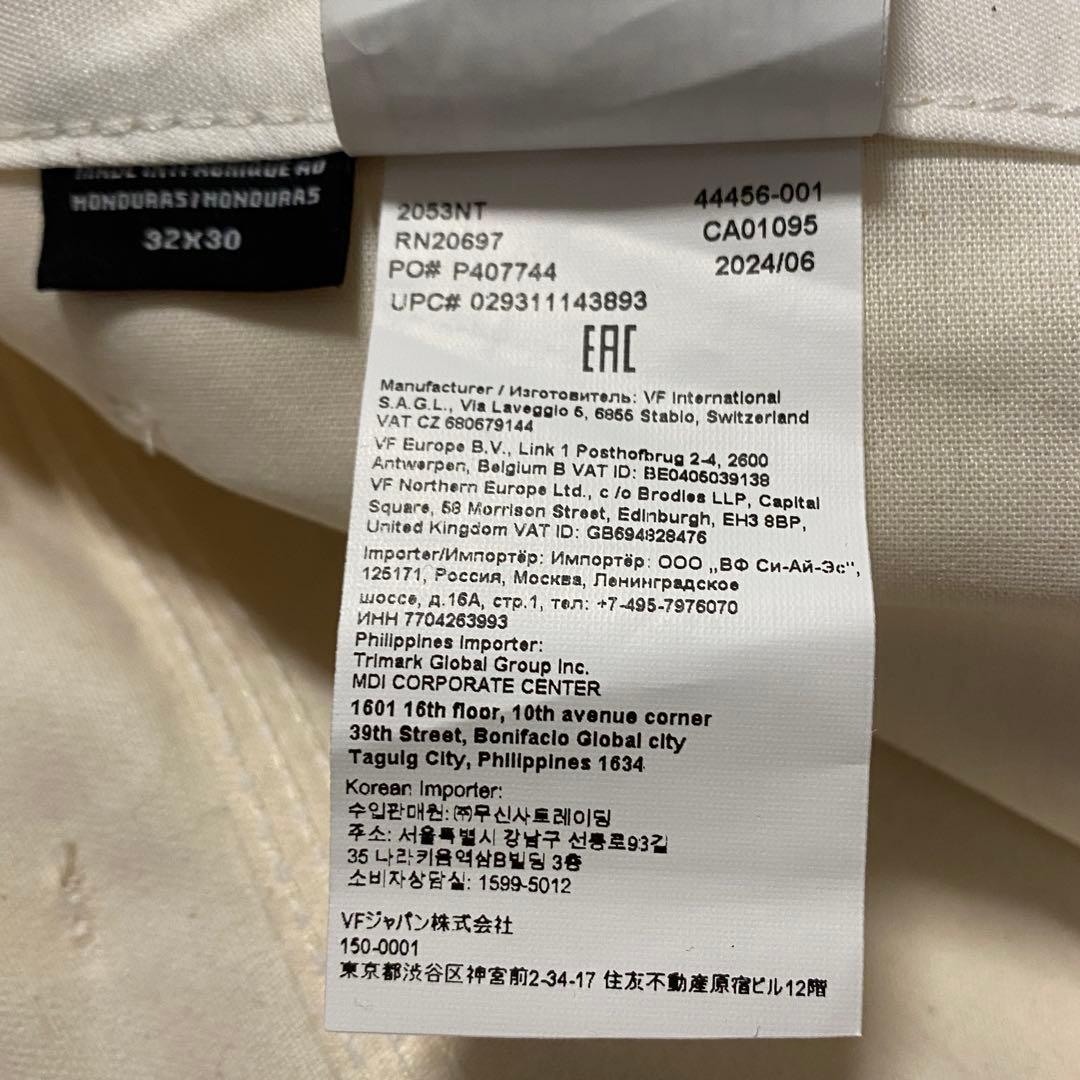 HONDURAS/HONDURAS
32X30
2053NT 44456-001
RN20697 CA01095
PO# P407744 2024/06
UPC# 029311143893
EAC
Manufacturer / Изготовитель: VF International
S.A.G.L., Via Laveggio 5, 6855 Stabio, Switzerland
VAT CZ 680679144
VF Europe B.V., Link 1 Posthofbrug 2-4, 2600
Antwerpen, Belgium B VAT ID: BE0405039138
VF Northern Europe Ltd., c /o Brodies LLP, Capital
Square, 58 Morrison Street, Edinburgh, EH3 8BP,
United Kingdom VAT ID: GB694828476
Importer/Импортёр: Импортёр: ООО „ВФ Си-Ай-Эс",
125171, Россия, Москва, Ленинградское
шоссе, д.16А, стр.1, тел: +7-495-7976070
ИНН 7704263993
Philippines Importer:
Trimark Global Group Inc.
MDI CORPORATE CENTER
1601 16th floor, 10th avenue corner
39th Street, Bonifacio Global city
Taguig City, Philippines 1634
Korean Importer:
수입판매원: ㈜무신사트레이딩
주소: 서울특별시 강남구 선릉로93길
35 나라키움역삼B빌딩 3층
소비자상담실: 1599-5012
VFジャパン株式会社
150-0001
東京都渋谷区神宮前2-34-17 住友不動産原宿ビル12階